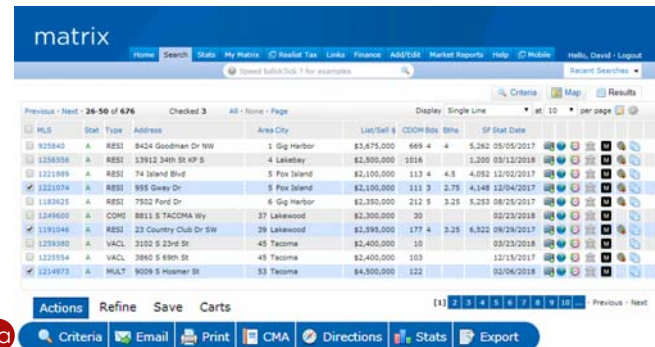 matrix
Home Search Stats My Matrix Realist Tax Links Finance Add/Edit Market Reports Help Mobile Hello, David - Logout
Speed bar/click ? for examples Recent Searches
Criteria Map Results
Previous - Next - 26-50 of 676 Checked 3 All - None - Page Display Single Line at 10 per page
MLS Stat Type Address Area City List/Sell $ CDOM Bds Bths SF Stat Date
925840 A RESI 8424 Goodman Dr NW 1 Gig Harbor $3,675,000 669 4 4 5,262 05/05/2017
1256558 A RESI 13912 34th St KP S 4 Lakebay $2,500,000 1016 1,200 03/12/2018
1221889 A RESI 74 Island Blvd 5 Fox Island $2,100,000 113 4 4.5 4,052 12/02/2017
1221074 A RESI 955 Gway Dr 5 Fox Island $2,100,000 111 3 2.75 4,148 12/04/2017
1183625 A RESI 7502 Ford Dr 6 Gig Harbor $2,350,000 212 5 3.25 5,253 08/25/2017
1249600 A COMI 8811 S TACOMA Wy 37 Lakewood $2,300,000 30 02/23/2018
1191046 A RESI 23 Country Club Dr SW 39 Lakewood $2,595,000 177 4 3.25 6,522 09/29/2017
1259380 A VACL 3102 S 23rd St 45 Tacoma $2,400,000 10 03/23/2018
1225554 A VACL 3860 S 69th St 45 Tacoma $2,400,000 103 12/15/2017
1214973 A MULT 9009 S Hosmer St 53 Tacoma $4,500,000 122 02/06/2018
Actions Refine Save Carts [1] 2 3 4 5 6 7 8 9 10 ... - Previous - Next
a Criteria Email Print CMA Directions Stats Export